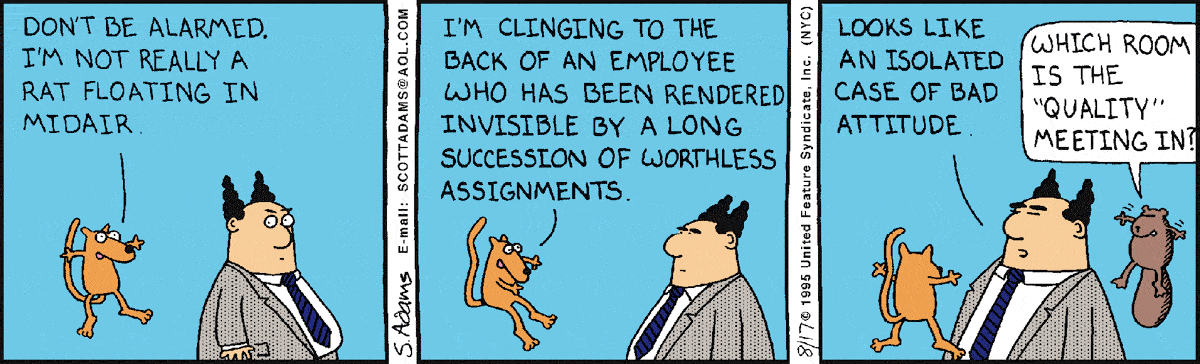 DON'T BE ALARMED.
I'M NOT REALLY A
RAT FLOATING IN
MIDAIR.
S. Adams
E-mail: SCOTTADAMS@AOL.COM
I'M CLINGING TO THE
BACK OF AN EMPLOYEE
WHO HAS BEEN RENDERED
INVISIBLE BY A LONG
SUCCESSION OF WORTHLESS
ASSIGNMENTS.
8/17 © 1995 United Feature Syndicate, Inc. (NYC)
LOOKS LIKE
AN ISOLATED
CASE OF BAD
ATTITUDE.
WHICH ROOM
IS THE
"QUALITY"
MEETING IN?